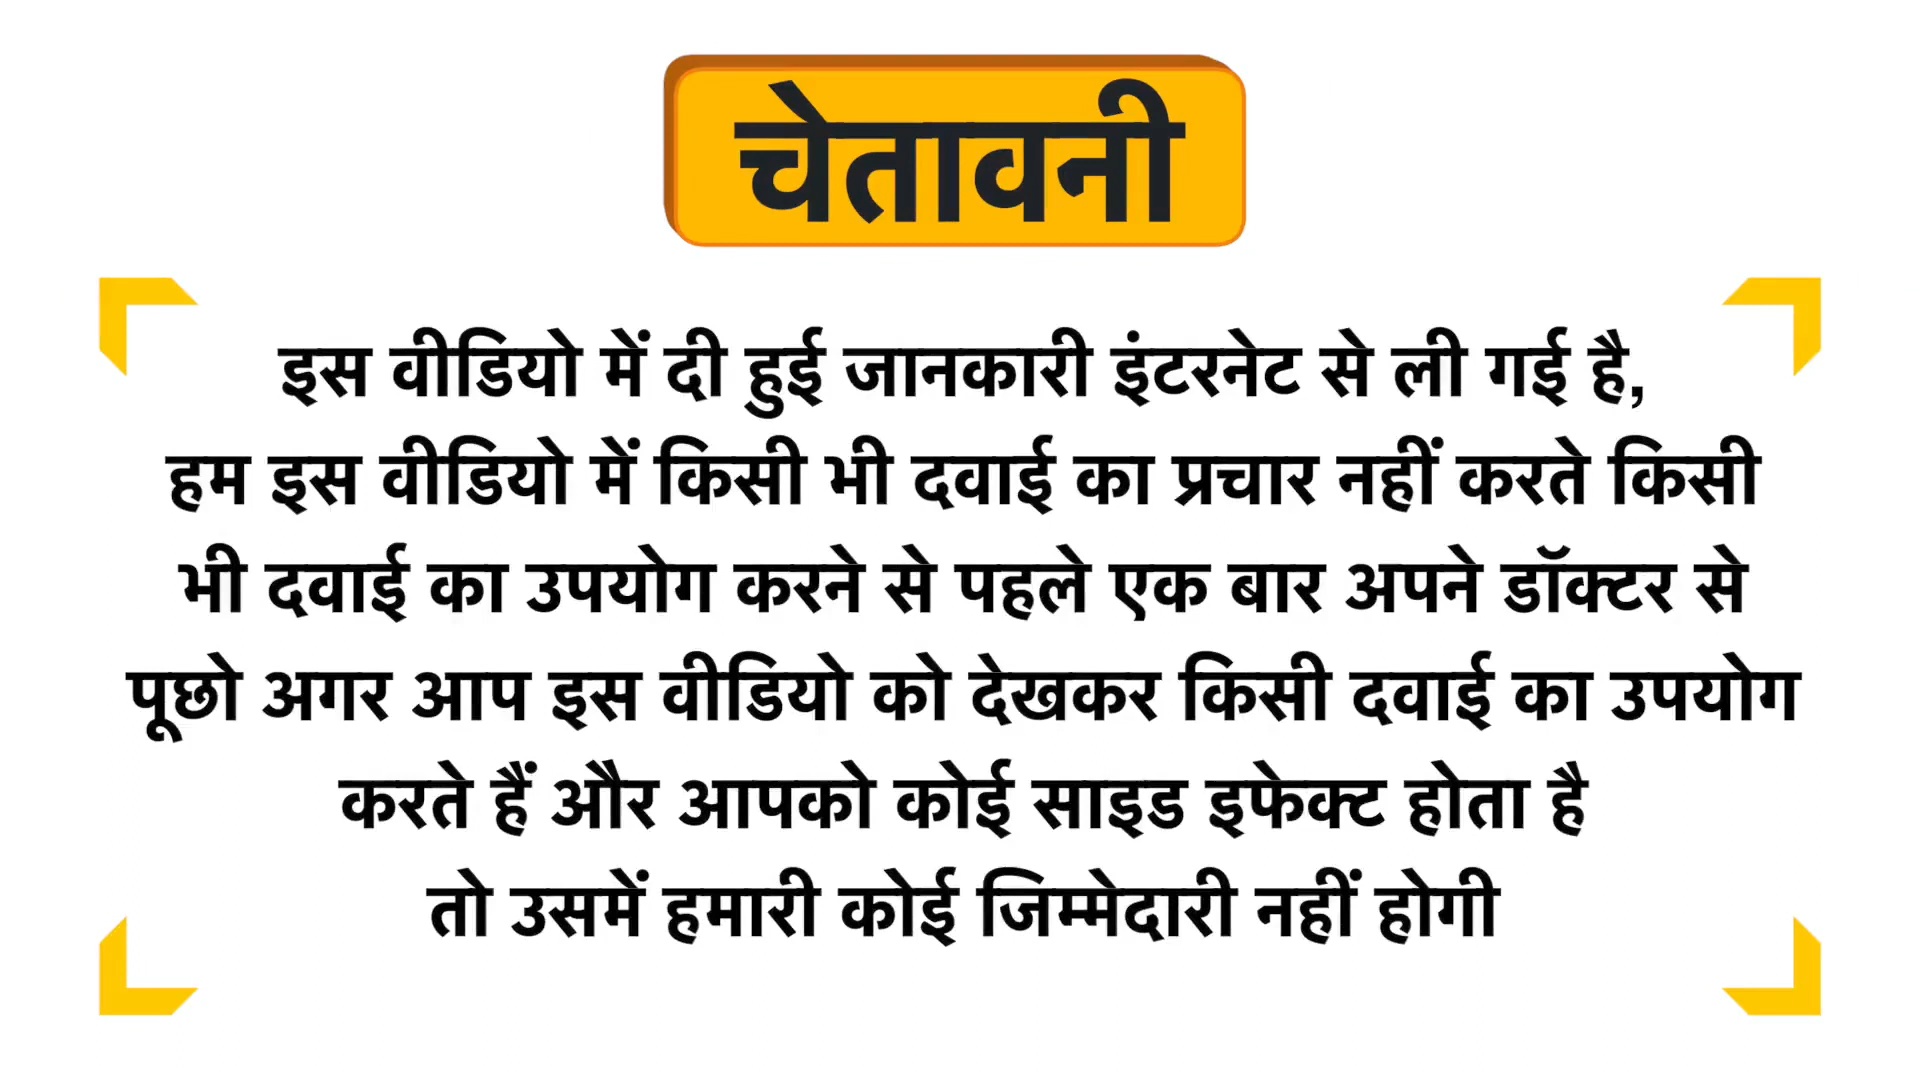 चेतावनी
इस वीडियो में दी हुई जानकारी इंटरनेट से ली गई है,
हम इस वीडियो में किसी भी दवाई का प्रचार नहीं करते किसी
भी दवाई का उपयोग करने से पहले एक बार अपने डॉक्टर से
पूछो अगर आप इस वीडियो को देखकर किसी दवाई का उपयोग
करते हैं और आपको कोई साइड इफेक्ट होता है
तो उसमें हमारी कोई जिम्मेदारी नहीं होगी